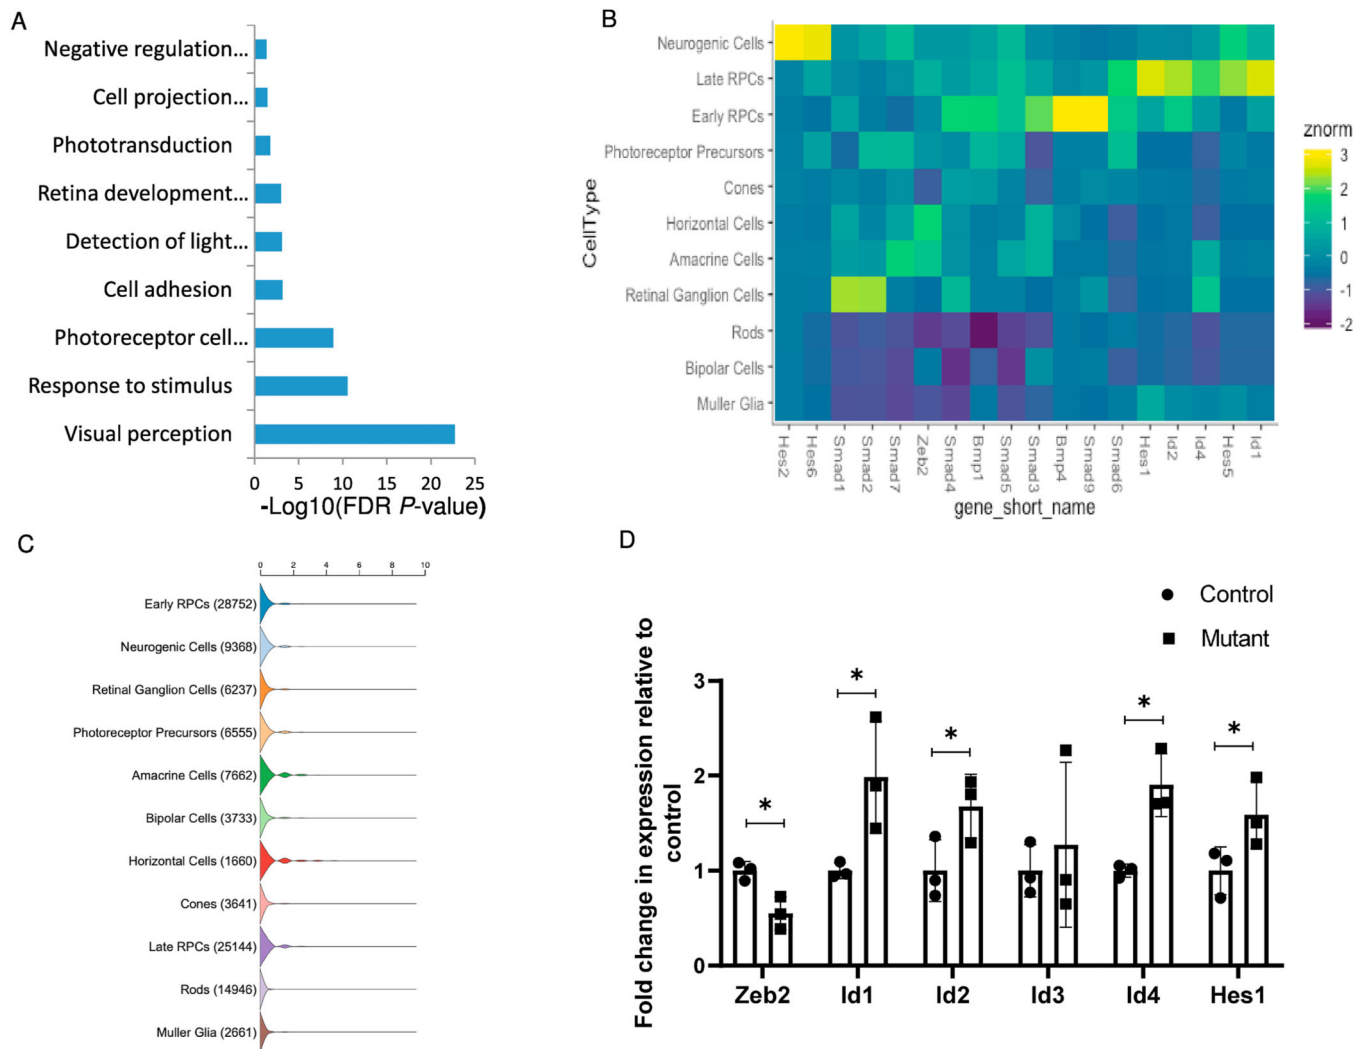 A
Negative regulation...
Cell projection...
Phototransduction
Retina development...
Detection of light...
Cell adhesion
Photoreceptor cell...
Response to stimulus
Visual perception
0 5 10 15 20 25
-Log10(FDR P-value)
B
CellType
Neurogenic Cells
Late RPCs
Early RPCs
Photoreceptor Precursors
Cones
Horizontal Cells
Amacrine Cells
Retinal Ganglion Cells
Rods
Bipolar Cells
Muller Glia
Hes2
Hes6
Smad1
Smad2
Smad7
Zeb2
Smad4
Bmp1
Smad5
Smad3
Bmp4
Smad9
Smad6
Hes1
Id2
Id4
Hes5
Id1
gene_short_name
znorm
3
2
1
0
-1
-2
C
0 2 4 6 8 10
Early RPCs (28752)
Neurogenic Cells (9368)
Retinal Ganglion Cells (6237)
Photoreceptor Precursors (6555)
Amacrine Cells (7662)
Bipolar Cells (3733)
Horizontal Cells (1660)
Cones (3641)
Late RPCs (25144)
Rods (14946)
Muller Glia (2661)
D
Control
Mutant
Fold change in expression relative to
control
3
2
1
0
* * * * *
Zeb2 Id1 Id2 Id3 Id4 Hes1